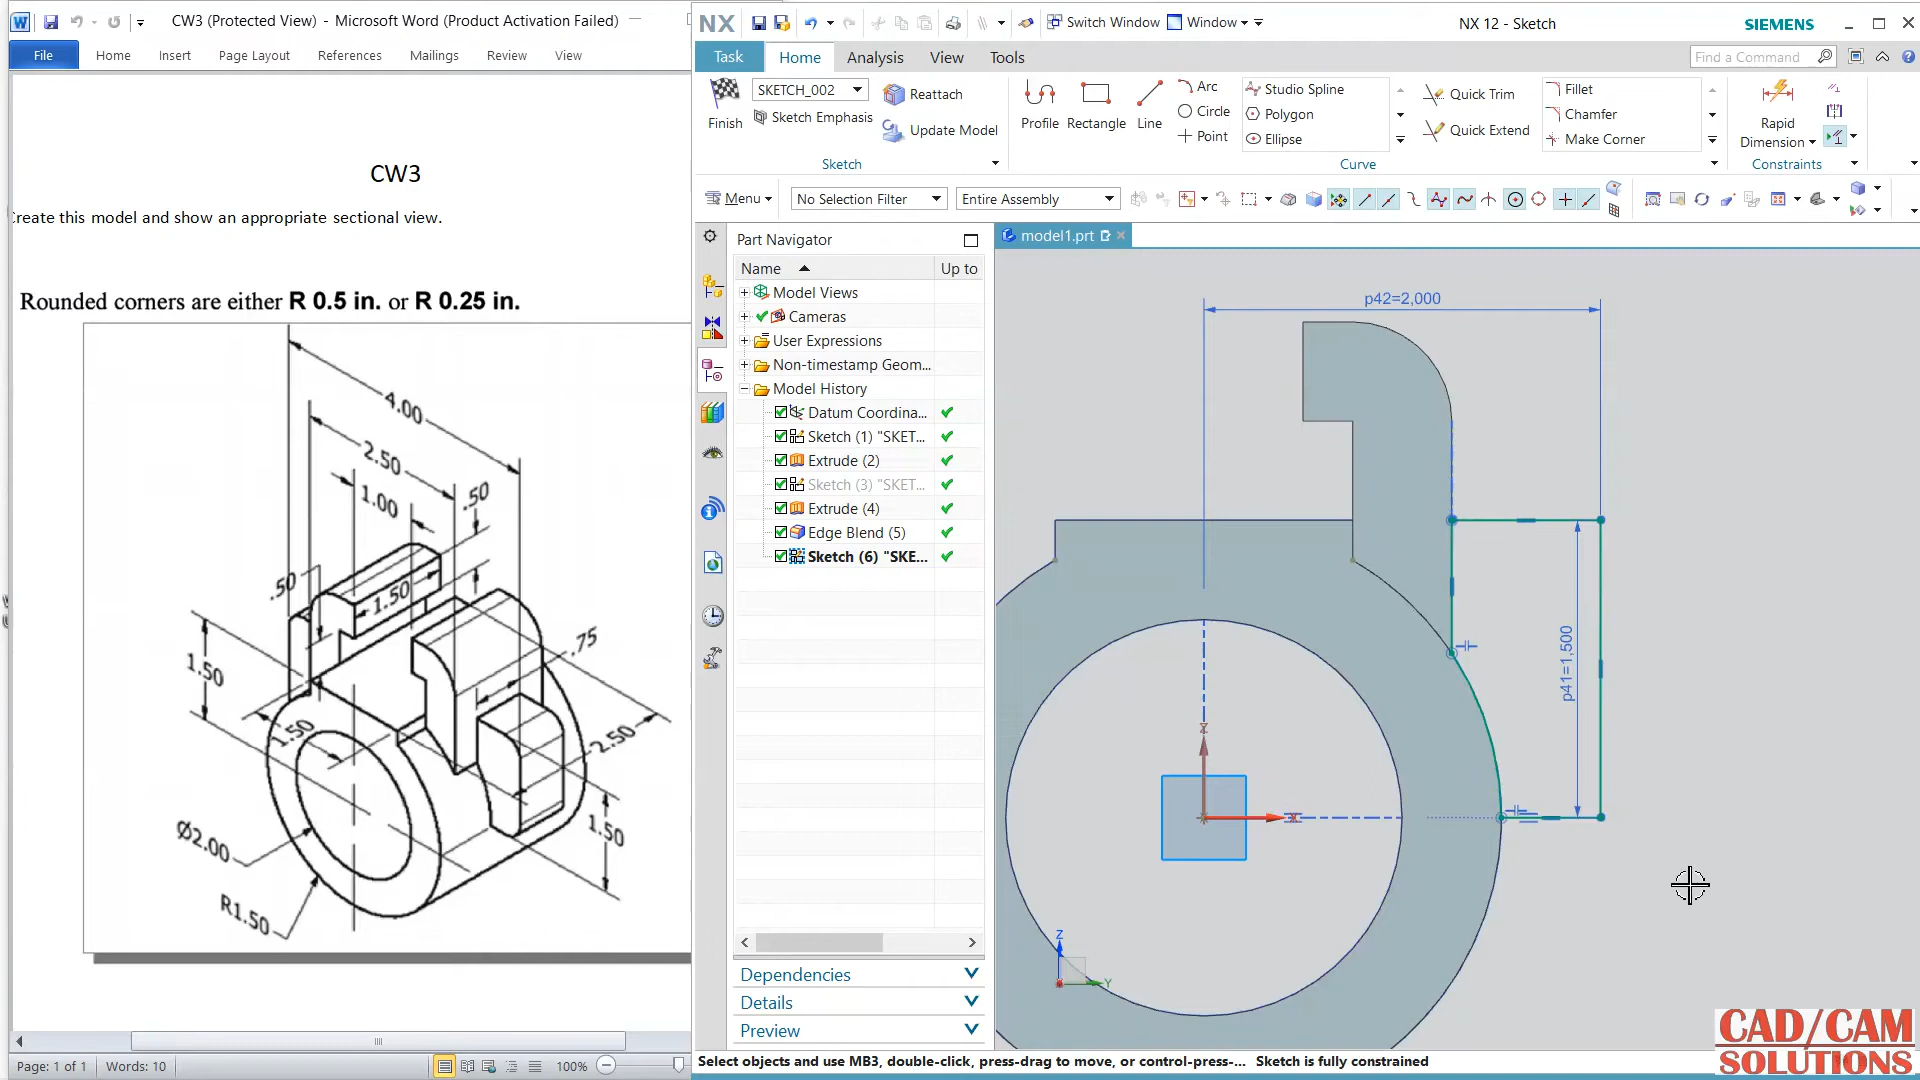 CW3 (Protected View) - Microsoft Word (Product Activation Failed)
File Home Insert Page Layout References Mailings Review View
CW3
Create this model and show an appropriate sectional view.
Rounded corners are either R 0.5 in. or R 0.25 in.
4.00
2.50
1.00
.50
.50
1.50
.75
1.50
1.50
2.50
1.50
Ø2.00
R1.50
Page: 1 of 1 Words: 10 100%
NX Switch Window Window NX 12 - Sketch SIEMENS
Task Home Analysis View Tools Find a Command
Finish SKETCH_002 Reattach
Sketch Emphasis Update Model
Sketch
Profile Rectangle Line Arc Circle Point
Studio Spline
Polygon
Ellipse
Quick Trim
Quick Extend
Fillet
Chamfer
Make Corner
Curve
Rapid
Dimension
Constraints
Menu No Selection Filter Entire Assembly
Part Navigator
Name Up to
Model Views
Cameras
User Expressions
Non-timestamp Geom...
Model History
Datum Coordina...
Sketch (1) "SKET...
Extrude (2)
Sketch (3) "SKET...
Extrude (4)
Edge Blend (5)
Sketch (6) "SKE...
Dependencies
Details
Preview
model1.prt
p42=2,000
p41=1,500
X
Z
Y
Select objects and use MB3, double-click, press-drag to move, or control-press-... Sketch is fully constrained
CAD/CAM
SOLUTIONS